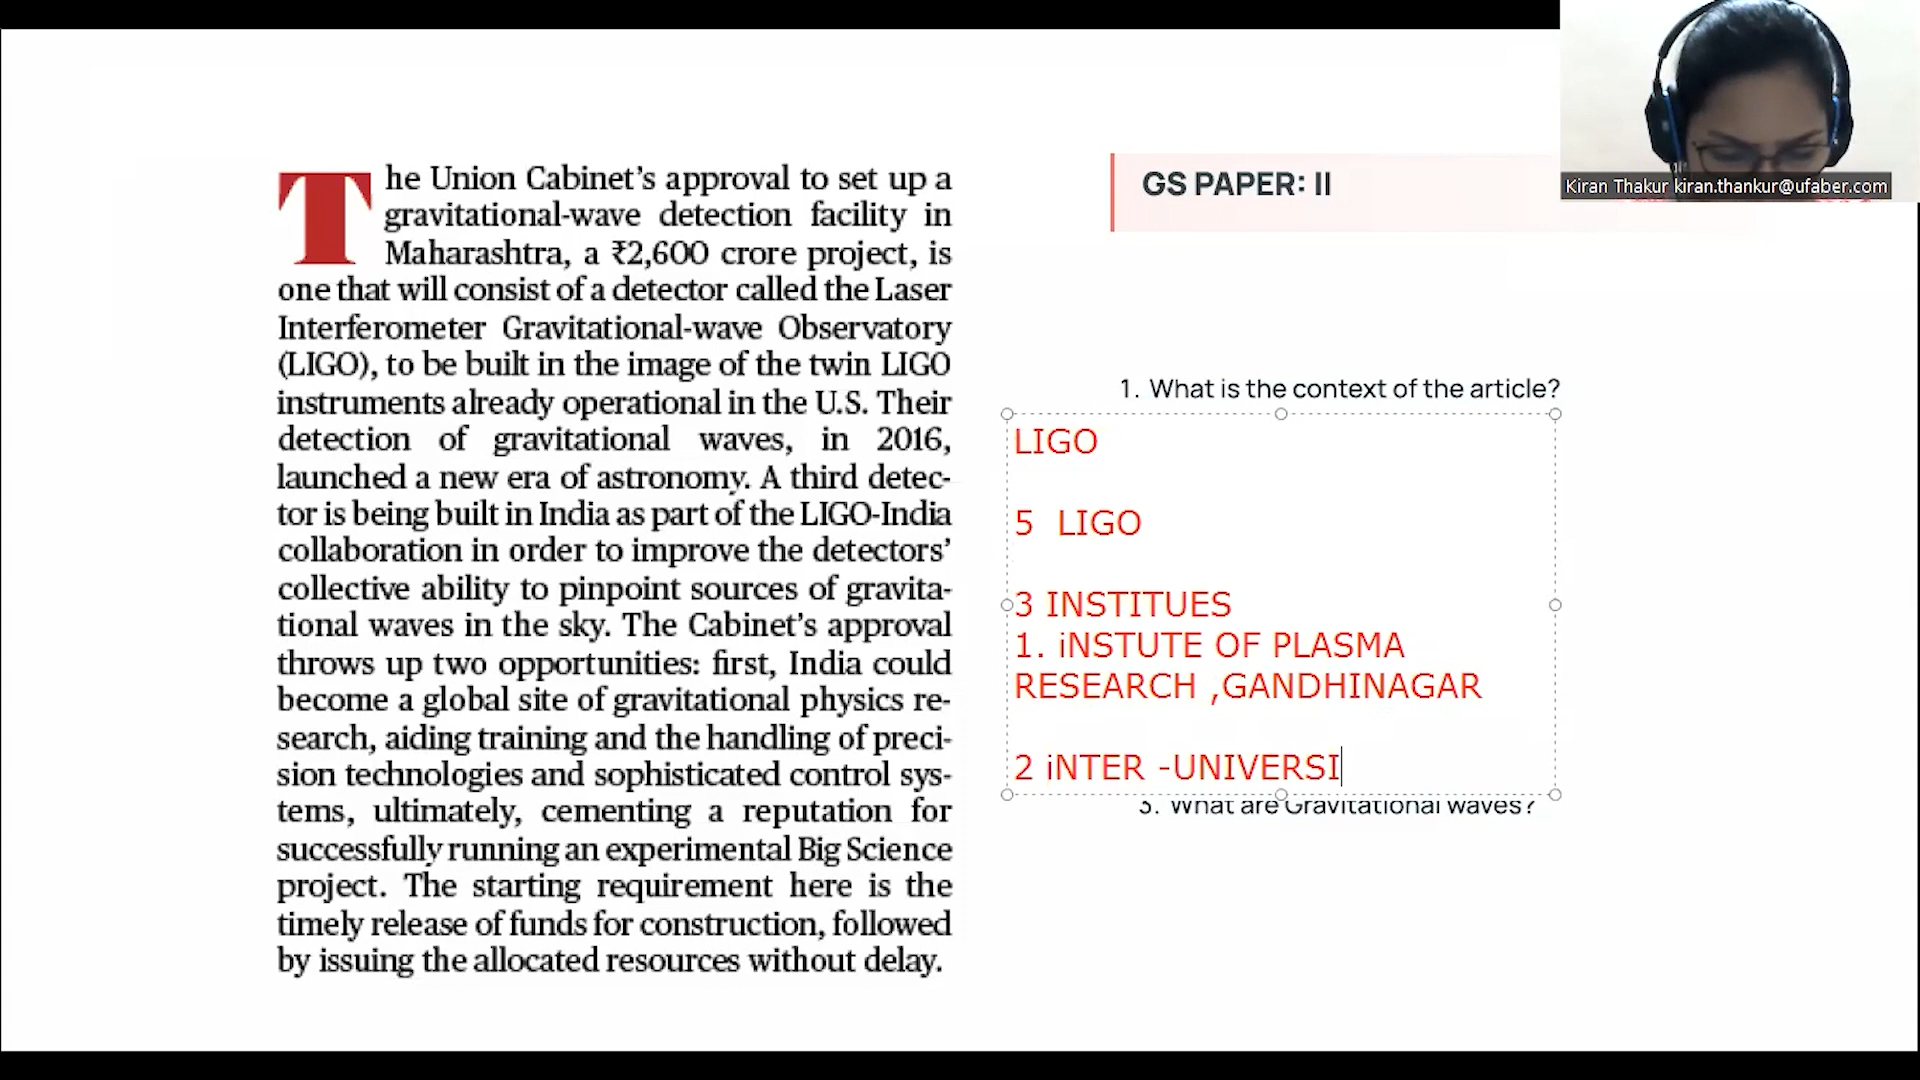 The Union Cabinet's approval to set up a
gravitational-wave detection facility in
Maharashtra, a ₹2,600 crore project, is
one that will consist of a detector called the Laser
Interferometer Gravitational-wave Observatory
(LIGO), to be built in the image of the twin LIGO
instruments already operational in the U.S. Their
detection of gravitational waves, in 2016,
launched a new era of astronomy. A third detec-
tor is being built in India as part of the LIGO-India
collaboration in order to improve the detectors'
collective ability to pinpoint sources of gravita-
tional waves in the sky. The Cabinet's approval
throws up two opportunities: first, India could
become a global site of gravitational physics re-
search, aiding training and the handling of preci-
sion technologies and sophisticated control sys-
tems, ultimately, cementing a reputation for
successfully running an experimental Big Science
project. The starting requirement here is the
timely release of funds for construction, followed
by issuing the allocated resources without delay.
GS PAPER: II
Kiran Thakur kiran.thankur@ufaber.com
1. What is the context of the article?
LIGO
5 LIGO
3 INSTITUES
1. iNSTUTE OF PLASMA
RESEARCH ,GANDHINAGAR
2 iNTER -UNIVERSI
3. What are Gravitational waves?